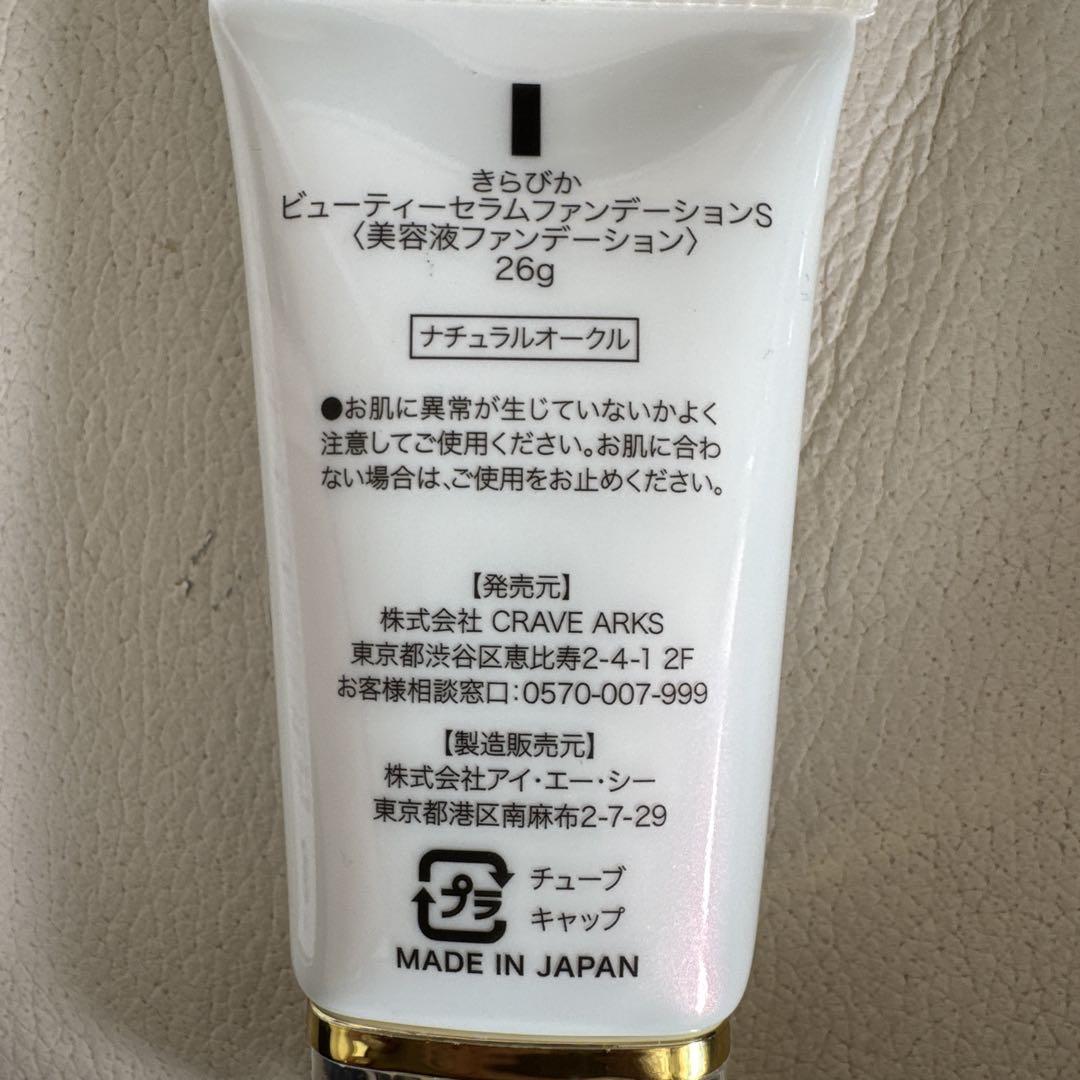 きらびか
ビューティーセラムファンデーションS
〈美容液ファンデーション〉
26g
ナチュラルオークル
●お肌に異常が生じていないかよく
注意してご使用ください。お肌に合わ
ない場合は、ご使用をお止めください。
【発売元】
株式会社 CRAVE ARKS
東京都渋谷区恵比寿2-4-1 2F
お客様相談窓口:0570-007-999
【製造販売元】
株式会社アイ・エー・シー
東京都港区南麻布2-7-29
プラ チューブ
キャップ
MADE IN JAPAN